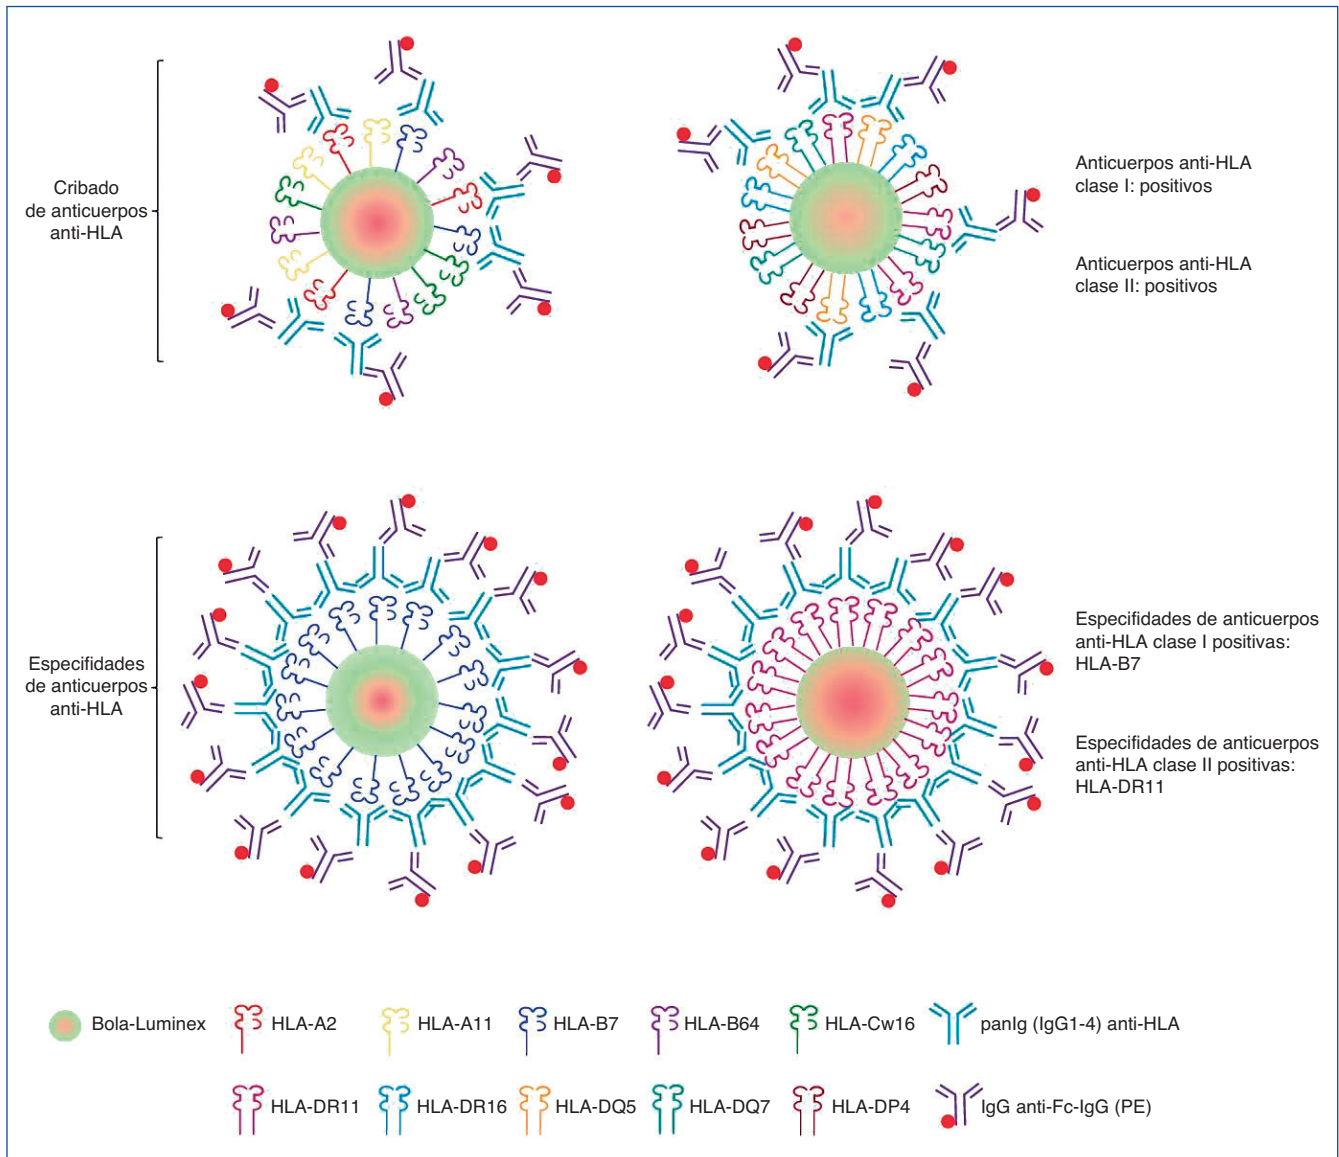 Cribado
de anticuerpos
anti-HLA
Anticuerpos anti-HLA
clase I: positivos
Anticuerpos anti-HLA
clase II: positivos
Especifidades
de anticuerpos
anti-HLA
Especifidades de anticuerpos
anti-HLA clase I positivas:
HLA-B7
Especifidades de anticuerpos
anti-HLA clase II positivas:
HLA-DR11
Bola-Luminex
HLA-A2
HLA-A11
HLA-B7
HLA-B64
HLA-Cw16
panIg (IgG1-4) anti-HLA
HLA-DR11
HLA-DR16
HLA-DQ5
HLA-DQ7
HLA-DP4
IgG anti-Fc-IgG (PE)